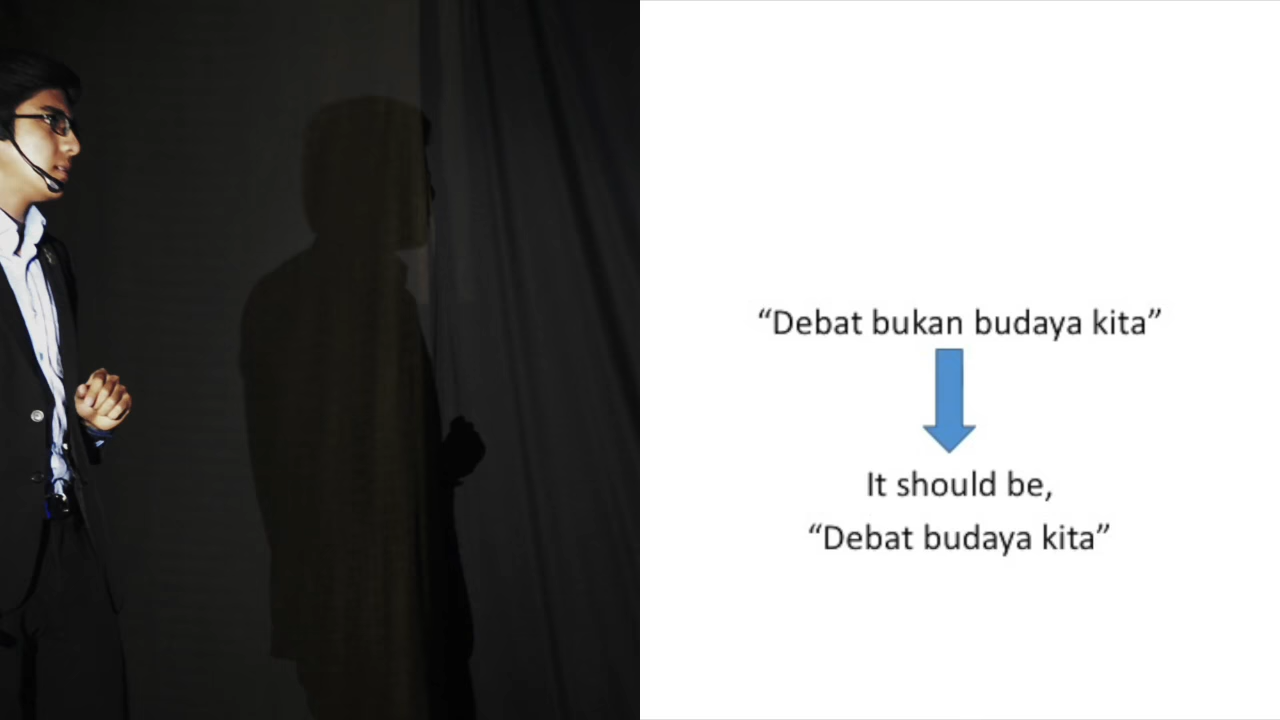 “Debat bukan budaya kita”
It should be,
“Debat budaya kita”